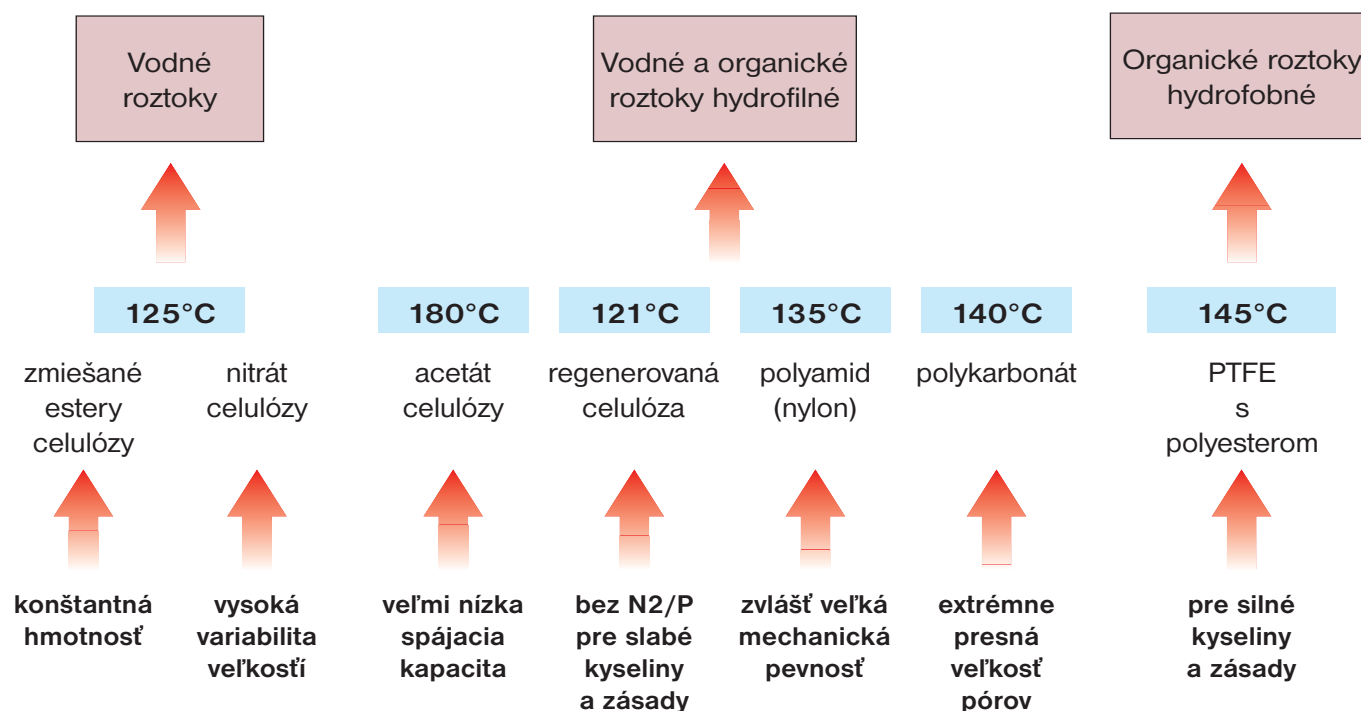 Vodné
roztoky
Vodné a organické
roztoky hydrofilné
Organické roztoky
hydrofobné
125°C
180°C
121°C
135°C
140°C
145°C
zmiešané
estery
celulózy
nitrát
celulózy
acetát
celulózy
regenerovaná
celulóza
polyamid
(nylon)
polykarbonát
PTFE
s
polyesterom
konštantná
hmotnosť
vysoká
variabilita
veľkostí
veľmi nízka
spájacia
kapacita
bez N2/P
pre slabé
kyseliny
a zásady
zvlášť veľká
mechanická
pevnosť
extrémne
presná
veľkosť
pórov
pre silné
kyseliny
a zásady